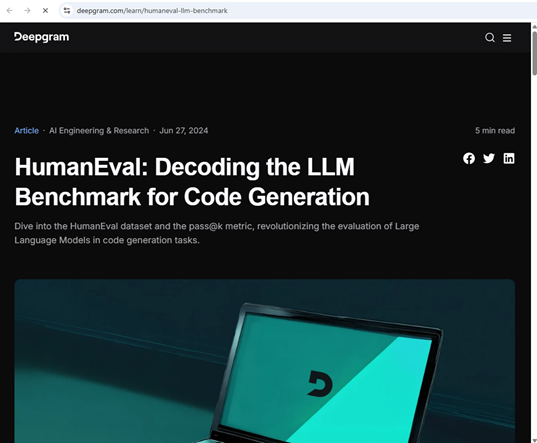 deepgram.com/learn/humaneval-llm-benchmark
Deepgram
Article · AI Engineering & Research · Jun 27, 2024
5 min read
HumanEval: Decoding the LLM
Benchmark for Code Generation
Dive into the HumanEval dataset and the pass@k metric, revolutionizing the evaluation of Large
Language Models in code generation tasks.